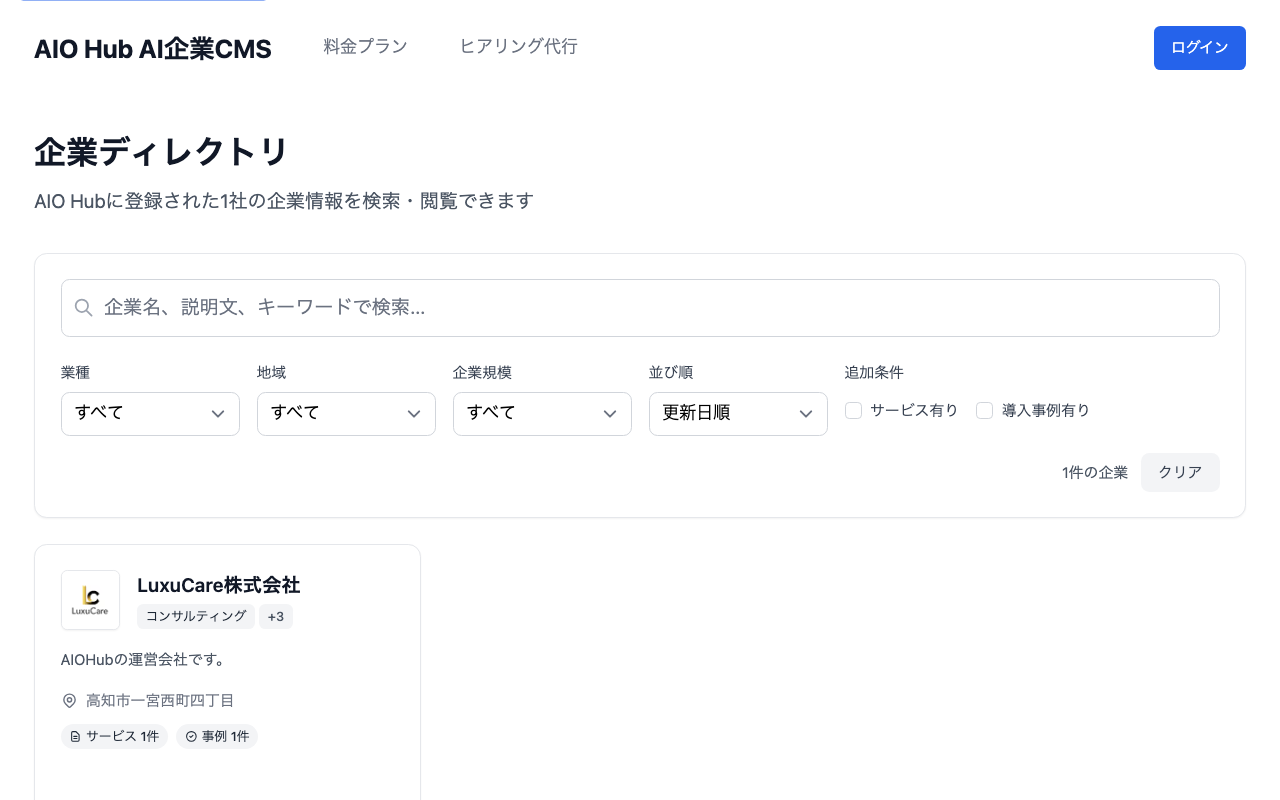 AIO Hub AI企業CMS
料金プラン
ヒアリング代行
ログイン
企業ディレクトリ
AIO Hubに登録された1社の企業情報を検索・閲覧できます
企業名、説明文、キーワードで検索...
業種
地域
企業規模
並び順
追加条件
すべて
すべて
すべて
更新日順
サービス有り
導入事例有り
1件の企業
クリア
LuxuCare
LuxuCare株式会社
コンサルティング
+3
AIOHubの運営会社です。
高知市一宮西町四丁目
サービス 1件
事例 1件